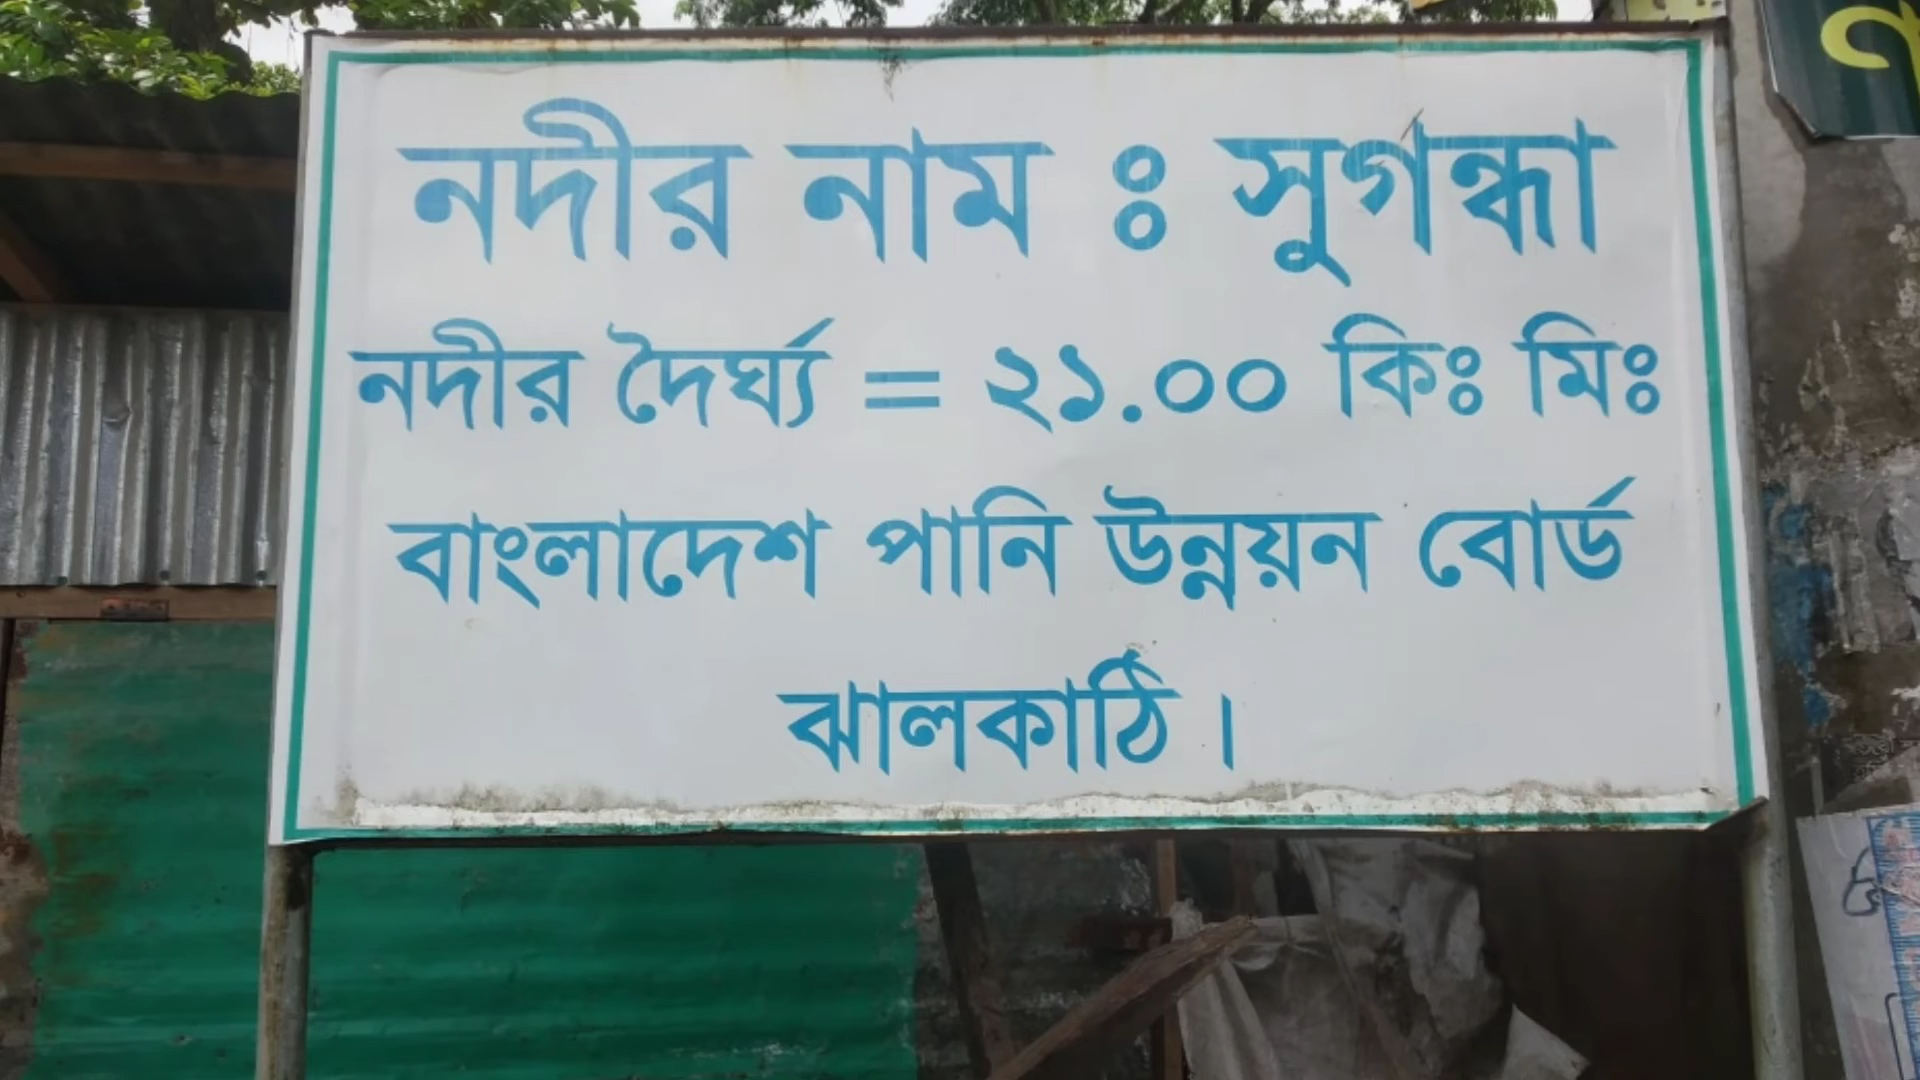 নদীর নাম ঃ সুগন্ধা
নদীর দৈর্ঘ্য = ২১.০০ কিঃ মিঃ
বাংলাদেশ পানি উন্নয়ন বোর্ড
ঝালকাঠি ।